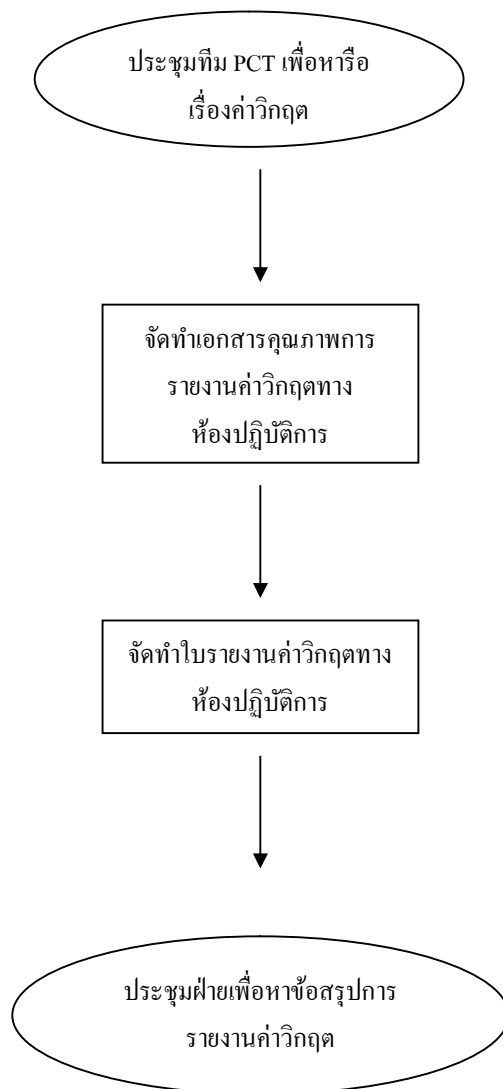 ประชุมทีม PCT เพื่อหารือ
เรื่องค่าวิกฤต
จัดทำเอกสารคุณภาพการ
รายงานค่าวิกฤตทาง
ห้องปฏิบัติการ
จัดทำใบรายงานค่าวิกฤตทาง
ห้องปฏิบัติการ
ประชุมฝ่ายเพื่อหาข้อสรุปการ
รายงานค่าวิกฤต